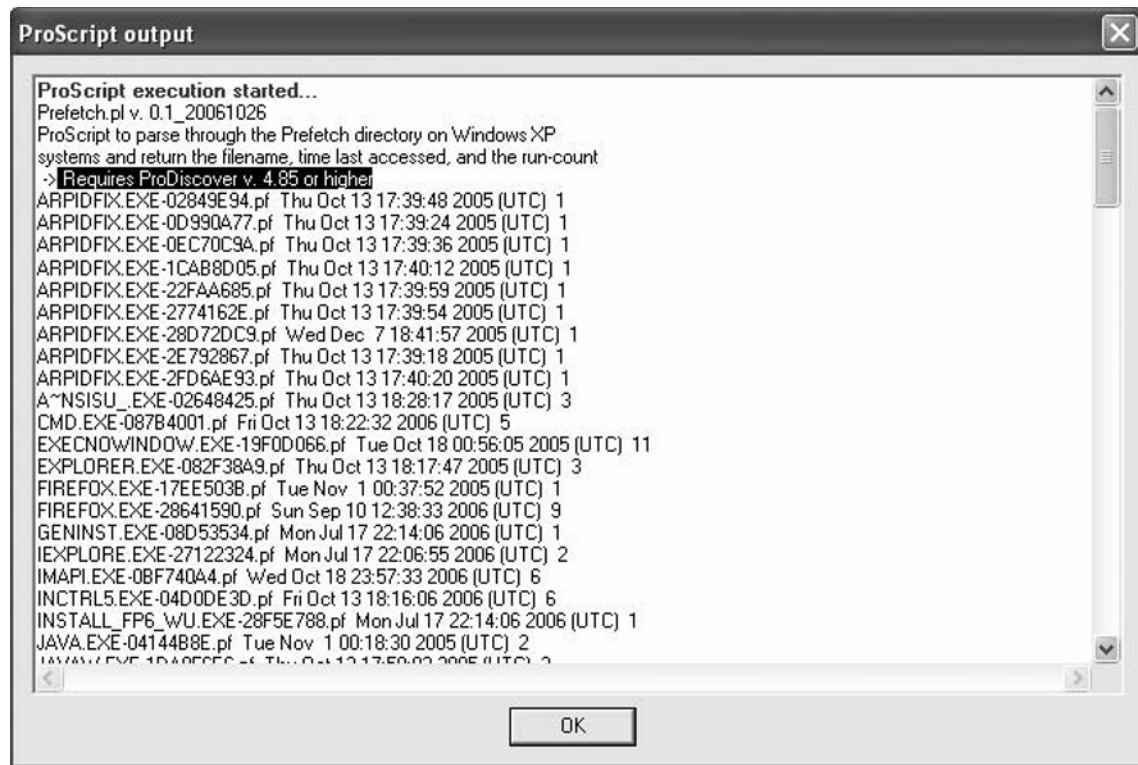 ProScript output
ProScript execution started...
Prefetch.pl v. 0.1_20061026
ProScript to parse through the Prefetch directory on Windows XP
systems and return the filename, time last accessed, and the run-count
-> Requires ProDiscover v. 4.85 or higher
ARPIDFIX.EXE-02849E94.pf Thu Oct 13 17:39:48 2005 (UTC) 1
ARPIDFIX.EXE-0D990A77.pf Thu Oct 13 17:39:24 2005 (UTC) 1
ARPIDFIX.EXE-0EC70C9A.pf Thu Oct 13 17:39:36 2005 (UTC) 1
ARPIDFIX.EXE-1CAB8D05.pf Thu Oct 13 17:40:12 2005 (UTC) 1
ARPIDFIX.EXE-22FAA685.pf Thu Oct 13 17:39:59 2005 (UTC) 1
ARPIDFIX.EXE-2774162E.pf Thu Oct 13 17:39:54 2005 (UTC) 1
ARPIDFIX.EXE-28D72DC9.pf Wed Dec 7 18:41:57 2005 (UTC) 1
ARPIDFIX.EXE-2E792867.pf Thu Oct 13 17:39:18 2005 (UTC) 1
ARPIDFIX.EXE-2FD6AE93.pf Thu Oct 13 17:40:20 2005 (UTC) 1
A~NSISU_.EXE-02648425.pf Thu Oct 13 18:28:17 2005 (UTC) 3
CMD.EXE-087B4001.pf Fri Oct 13 18:22:32 2006 (UTC) 5
EXECNOWINDOW.EXE-19F0D066.pf Tue Oct 18 00:56:05 2005 (UTC) 11
EXPLORER.EXE-082F38A9.pf Thu Oct 13 18:17:47 2005 (UTC) 3
FIREFOX.EXE-17EE503B.pf Tue Nov 1 00:37:52 2005 (UTC) 1
FIREFOX.EXE-28641590.pf Sun Sep 10 12:38:33 2006 (UTC) 9
GENINST.EXE-08D53534.pf Mon Jul 17 22:14:06 2006 (UTC) 1
IEXPLORE.EXE-27122324.pf Mon Jul 17 22:06:55 2006 (UTC) 2
IMAPI.EXE-0BF740A4.pf Wed Oct 18 23:57:33 2006 (UTC) 6
INCTRL5.EXE-04D0DE3D.pf Fri Oct 13 18:16:06 2006 (UTC) 6
INSTALL_FP6_WU.EXE-28F5E788.pf Mon Jul 17 22:14:06 2006 (UTC) 1
JAVA.EXE-04144B8E.pf Tue Nov 1 00:18:30 2005 (UTC) 2
OK